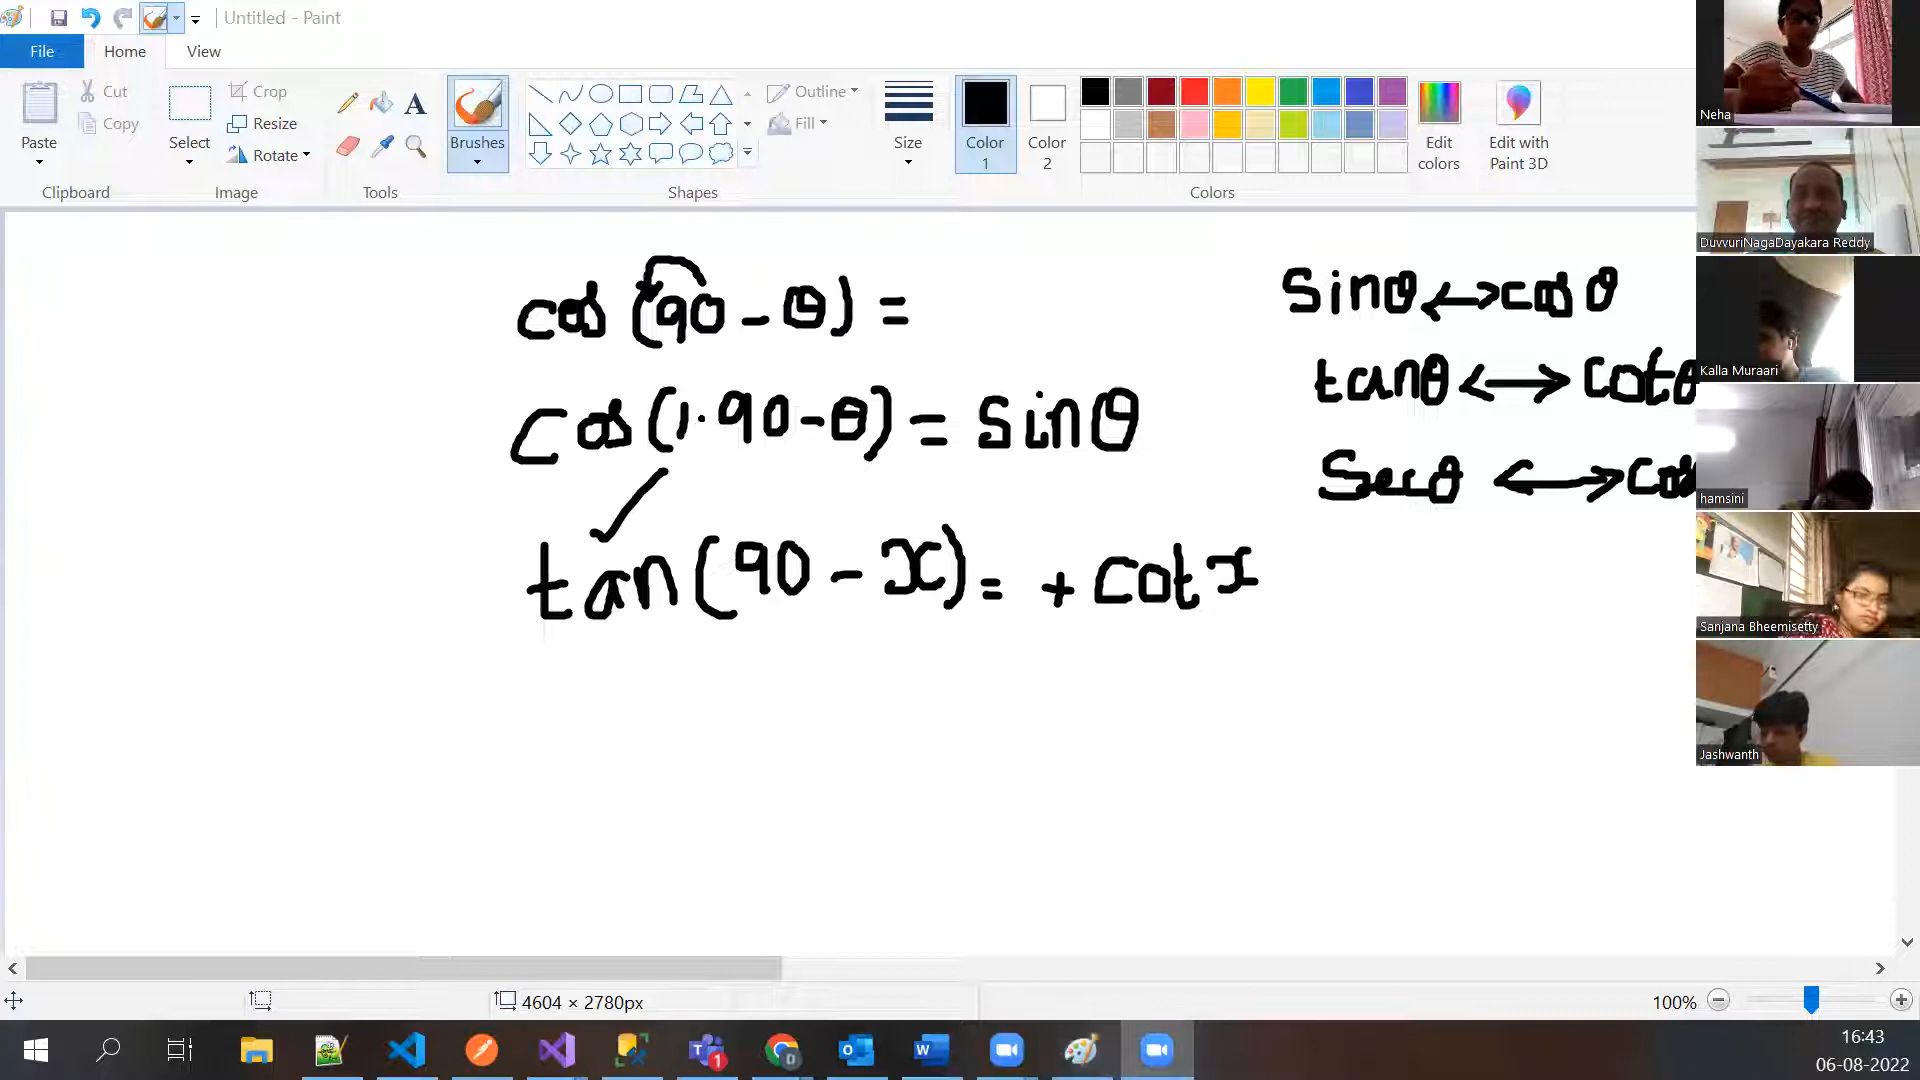 Untitled - Paint
File Home View
Paste
Cut
Copy
Clipboard
Select
Crop
Resize
Rotate
Image
Tools
Brushes
Shapes
Outline
Fill
Size
Color 1
Color 2
Edit colors
Edit with Paint 3D
Colors
cos (90 - θ) =
cos (1·90 - θ) = sinθ
tan (90 - x) = + cot x
sinθ ↔ cosθ
tanθ ↔ cotθ
secθ ↔
Neha
DuvvuriNagaDayakara Reddy
Kalla Muraari
hamsini
Sanjana Bheemisetty
Jashwanth
4604 × 2780px
100%
1
D
16:43
06-08-2022